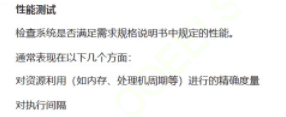 性能测试
检查系统是否满足需求规格说明书中规定的性能。
通常表现在以下几个方面：
对资源利用（如内存、处理机周期等）进行的精确度量
对执行间隔